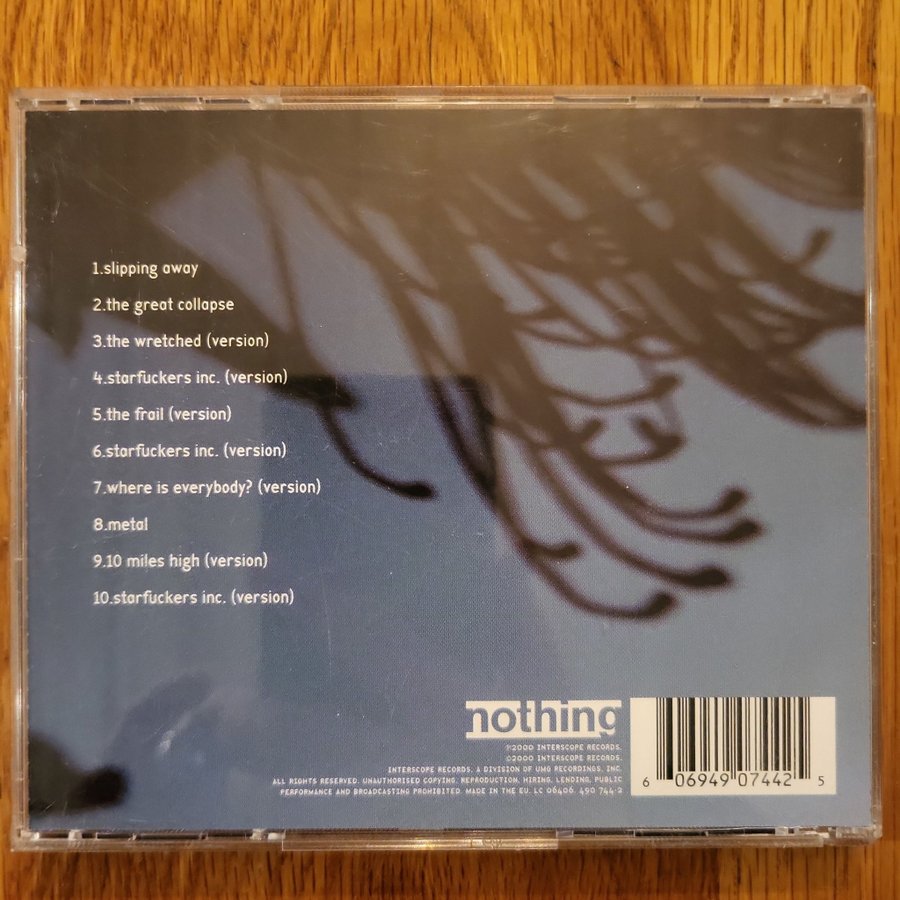 1.slipping away
2.the great collapse
3.the wretched (version)
4.starfuckers inc. (version)
5.the frail (version)
6.starfuckers inc. (version)
7.where is everybody? (version)
8.metal
9.10 miles high (version)
10.starfuckers inc. (version)
nothing
℗2000 INTERSCOPE RECORDS.
©2000 INTERSCOPE RECORDS.
INTERSCOPE RECORDS, A DIVISION OF UMG RECORDINGS, INC.
ALL RIGHTS RESERVED. UNAUTHORISED COPYING, REPRODUCTION, HIRING, LENDING, PUBLIC
PERFORMANCE AND BROADCASTING PROHIBITED. MADE IN THE EU. LC 06406. 490 744-2
6 06949 07442 5